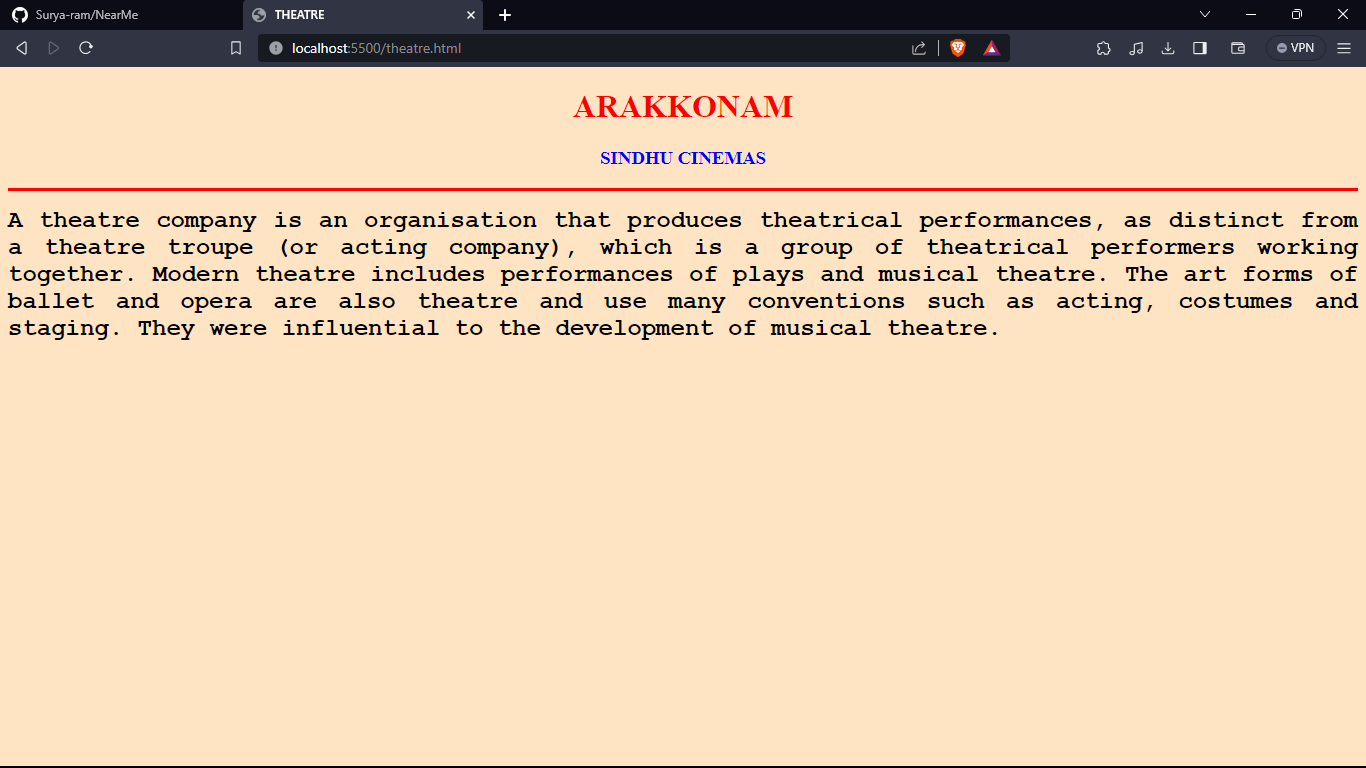 Surya-ram/NearMe
THEATRE
localhost:5500/theatre.html
VPN
ARAKKONAM
SINDHU CINEMAS
A theatre company is an organisation that produces theatrical performances, as distinct from
a theatre troupe (or acting company), which is a group of theatrical performers working
together. Modern theatre includes performances of plays and musical theatre. The art forms of
ballet and opera are also theatre and use many conventions such as acting, costumes and
staging. They were influential to the development of musical theatre.